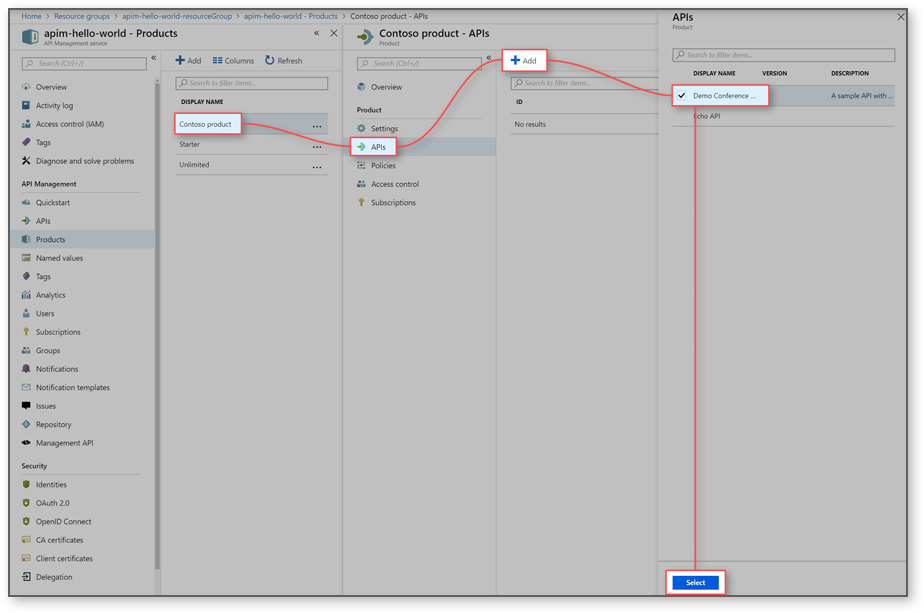 Home > Resource groups > apim-hello-world-resourceGroup > apim-hello-world - Products > Contoso product - APIs
apim-hello-world - Products
API Management service
Search (Ctrl+/)
Overview
Activity log
Access control (IAM)
Tags
Diagnose and solve problems
API Management
Quickstart
APIs
Products
Named values
Tags
Analytics
Users
Subscriptions
Groups
Notifications
Notification templates
Issues
Repository
Management API
Security
Identities
OAuth 2.0
OpenID Connect
CA certificates
Client certificates
Delegation
Add Columns Refresh
Search to filter items...
DISPLAY NAME
Contoso product ...
Starter ...
Unlimited ...
Contoso product - APIs
Product
Search (Ctrl+/)
Overview
Product
Settings
APIs
Policies
Access control
Subscriptions
Add
Search to filter items...
ID
No results
APIs
Product
Search to filter items...
DISPLAY NAME VERSION DESCRIPTION
Demo Conference ... A sample API with ...
Echo API
Select